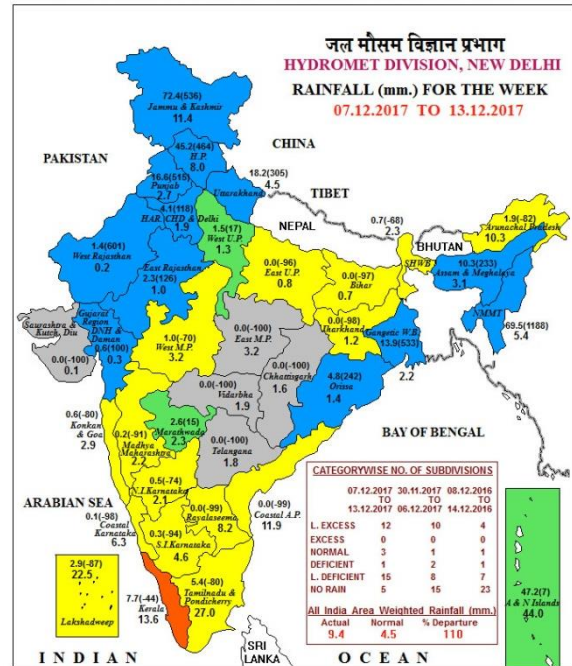 जल मौसम विज्ञान प्रभाग
HYDROMET DIVISION, NEW DELHI
RAINFALL (mm.) FOR THE WEEK
07.12.2017 TO 13.12.2017
72.4(536)
Jammu & Kashmir
11.4
CHINA
PAKISTAN
45.2(464)
H.P.
8.0
16.6(515)
Punjab
2.7
18.2(305)
4.5
Uttarakhand
TIBET
4.1(118)
HAR. CHD & Delhi
1.9
NEPAL
1.5(17)
West U.P.
1.3
0.7(-68)
2.3
BHUTAN
1.9(-82)
Arunachal Pradesh
10.3
1.4(601)
West Rajasthan
0.2
East Rajasthan
2.3(126)
1.0
0.0(-96)
East U.P.
0.8
0.0(-97)
Bihar
0.7
SHWB
10.3(233)
Assam & Meghalaya
3.1
NMMT
69.5(1188)
5.4
Saurashtra &
Kutch, Diu
0.0(-100)
0.1
Gujarat
Region
DNH &
Daman
0.6(100)
0.3
1.0(-70)
West M.P.
3.2
0.0(-100)
East M.P.
3.2
0.0(-98)
Jharkhand
1.2
Gangetic W.B.
13.9(533)
2.2
0.0(-100)
Chhattisgarh
1.6
0.0(-100)
Vidarbha
1.9
4.8(242)
Orissa
1.4
0.6(-80)
Konkan
& Goa
2.9
0.2(-91)
Madhya
Maharashtra
2.2
2.6(15)
Marathwada
2.3
0.0(-100)
Telangana
1.8
BAY OF BENGAL
ARABIAN SEA
0.5(-74)
N.I.Karnataka
2.1
0.0(-99)
Rayalaseema
8.2
0.0(-99)
Coastal A.P.
11.9
0.1(-98)
Coastal
Karnataka
6.3
0.3(-94)
S.I.Karnataka
4.6
2.9(-87)
22.5
Lakshadweep
7.7(-44)
Kerala
13.6
5.4(-80)
Tamilnadu &
Pondicherry
27.0
47.2(7)
A & N Islands
44.0
CATEGORYWISE NO. OF SUBDIVISIONS
07.12.2017 30.11.2017 08.12.2016
TO TO TO
13.12.2017 06.12.2017 14.12.2016
L. EXCESS 12 10 4
EXCESS 0 0 0
NORMAL 3 1 1
DEFICIENT 1 2 1
L. DEFICIENT 15 8 7
NO RAIN 5 15 23
All India Area Weighted Rainfall (mm.)
Actual Normal % Departure
9.4 4.5 110
SRI
LANKA
INDIAN OCEAN